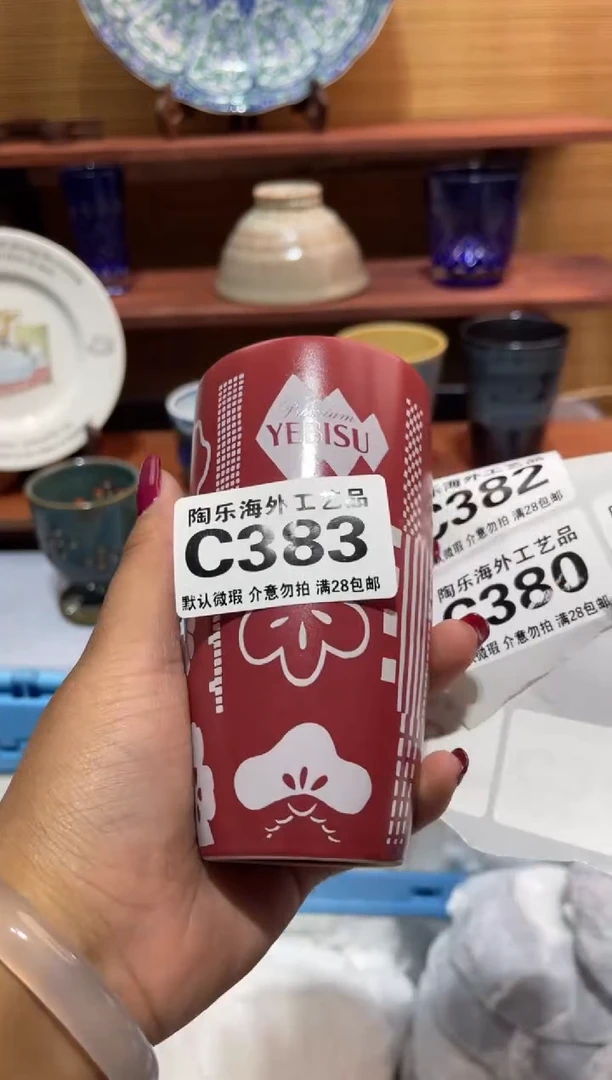 Premium
YEBISU
陶乐海外工艺品
C383
默认微瑕 介意勿拍 满28包邮
乐海外工艺品
C382
微瑕 介意勿拍 满28包邮
陶乐海外工艺品
C380
微瑕 介意勿拍 满28包邮